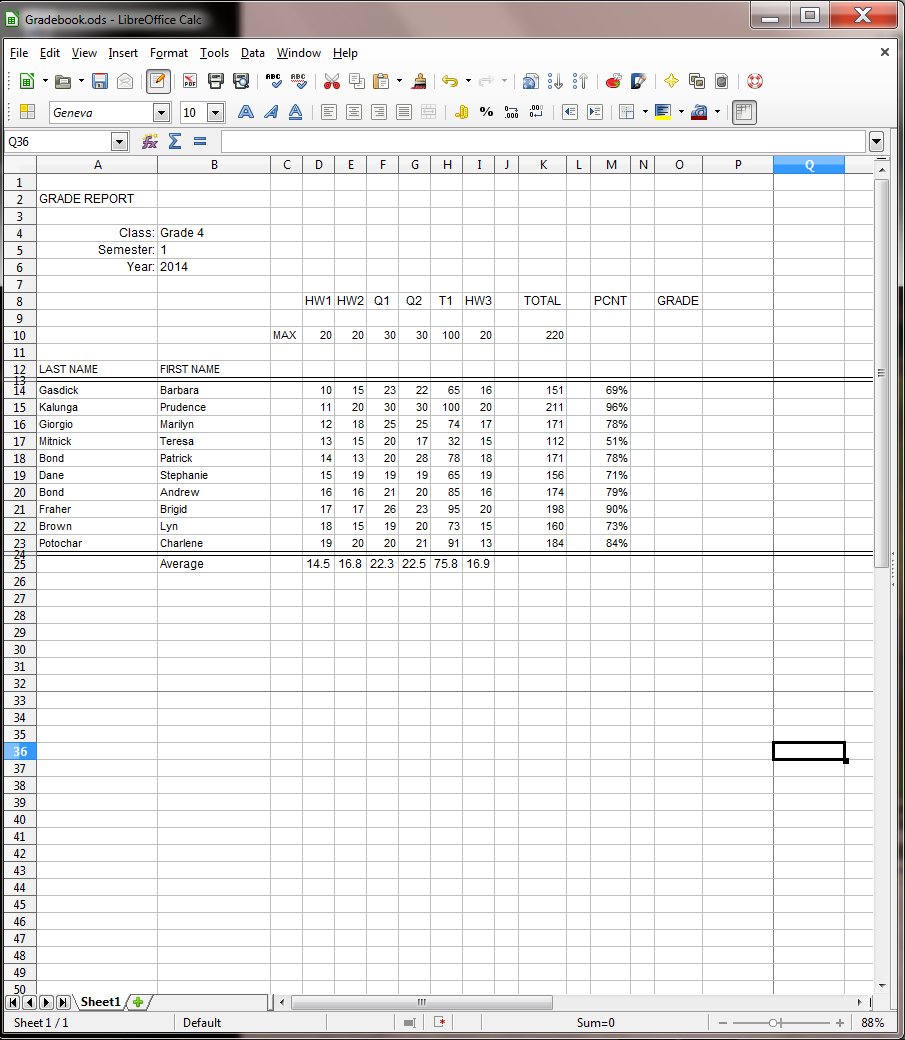 Gradebook.ods - LibreOffice Calc
File Edit View Insert Format Tools Data Window Help
Geneva 10
Q36
A B C D E F G H I J K L M N O P Q
1
2 GRADE REPORT
3
4 Class: Grade 4
5 Semester: 1
6 Year: 2014
7
8 HW1 HW2 Q1 Q2 T1 HW3 TOTAL PCNT GRADE
9
10 MAX 20 20 30 30 100 20 220
11
12 LAST NAME FIRST NAME
13
14 Gasdick Barbara 10 15 23 22 65 16 151 69%
15 Kalunga Prudence 11 20 30 30 100 20 211 96%
16 Giorgio Marilyn 12 18 25 25 74 17 171 78%
17 Mitnick Teresa 13 15 20 17 32 15 112 51%
18 Bond Patrick 14 13 20 28 78 18 171 78%
19 Dane Stephanie 15 19 19 19 65 19 156 71%
20 Bond Andrew 16 16 21 20 85 16 174 79%
21 Fraher Brigid 17 17 26 23 95 20 198 90%
22 Brown Lyn 18 15 19 20 73 15 160 73%
23 Potochar Charlene 19 20 20 21 91 13 184 84%
24
25 Average 14.5 16.8 22.3 22.5 75.8 16.9
26
27
28
29
30
31
32
33
34
35
36
37
38
39
40
41
42
43
44
45
46
47
48
49
50
Sheet1
Sheet 1 / 1 Default Sum=0 88%